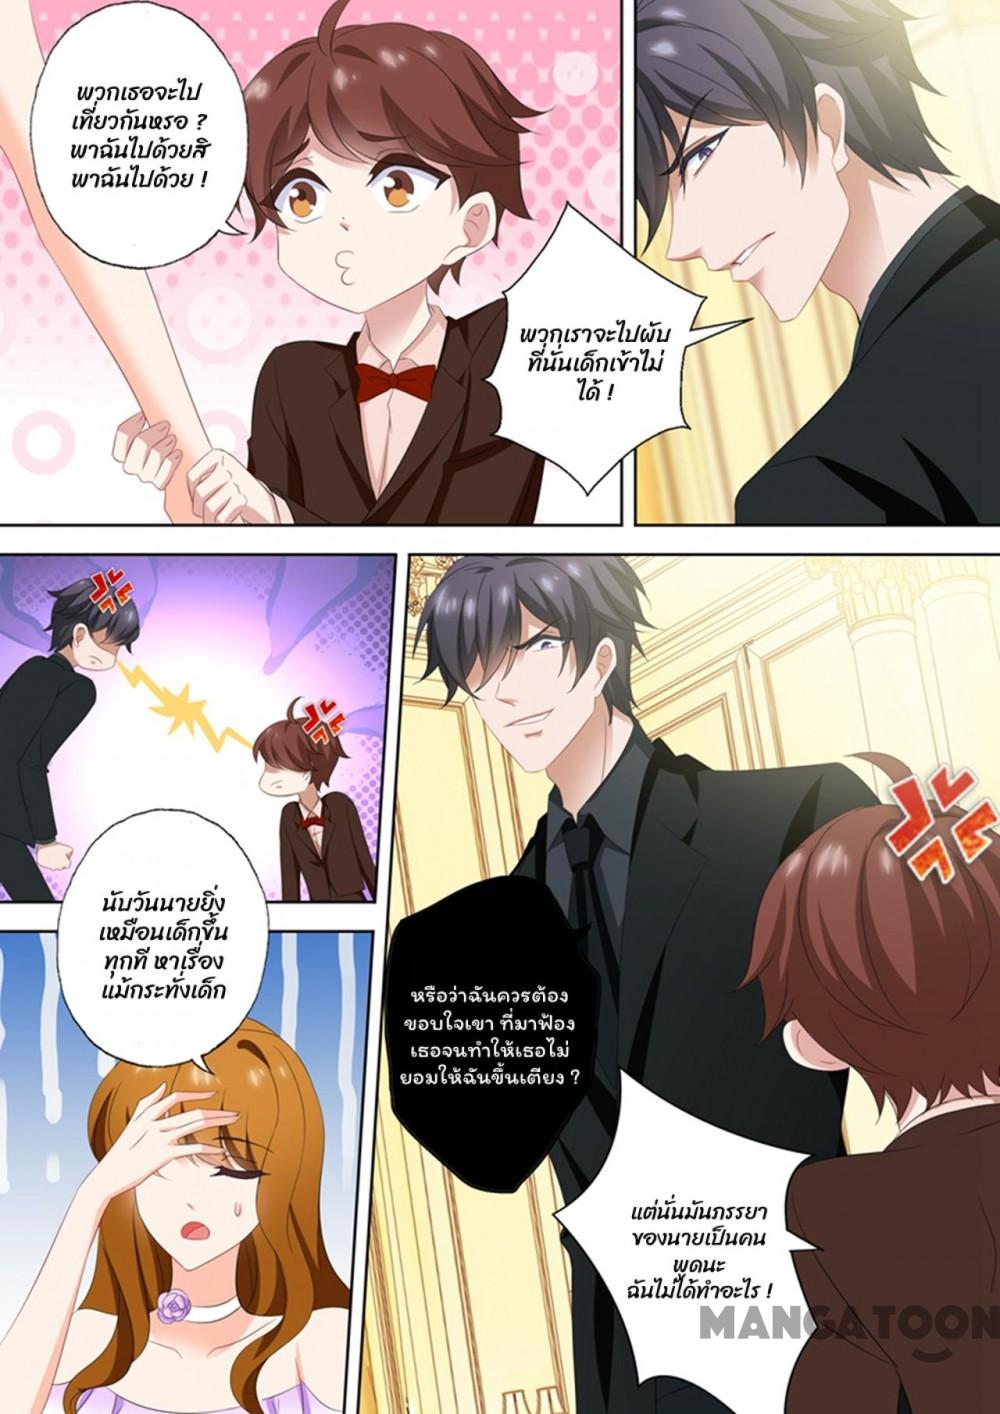 พวกเธอจะไป
เที่ยวกันหรอ ?
พาฉันไปด้วยสิ
พาฉันไปด้วย !
พวกเราจะไปผับ
ที่นั่นเด็กเข้าไม่
ได้ !
นับวันนายยิ่ง
เหมือนเด็กขึ้น
ทุกที หาเรื่อง
แม้กระทั่งเด็ก
หรือว่าฉันควรต้อง
ขอบใจเขา ที่มาฟ้อง
เธอจนทำให้เธอไม่
ยอมให้ฉันขึ้นเตียง ?
แต่นั่นมันภรรยา
ของนายเป็นคน
พูดนะ
ฉันไม่ได้ทำอะไร !
MANGATOON